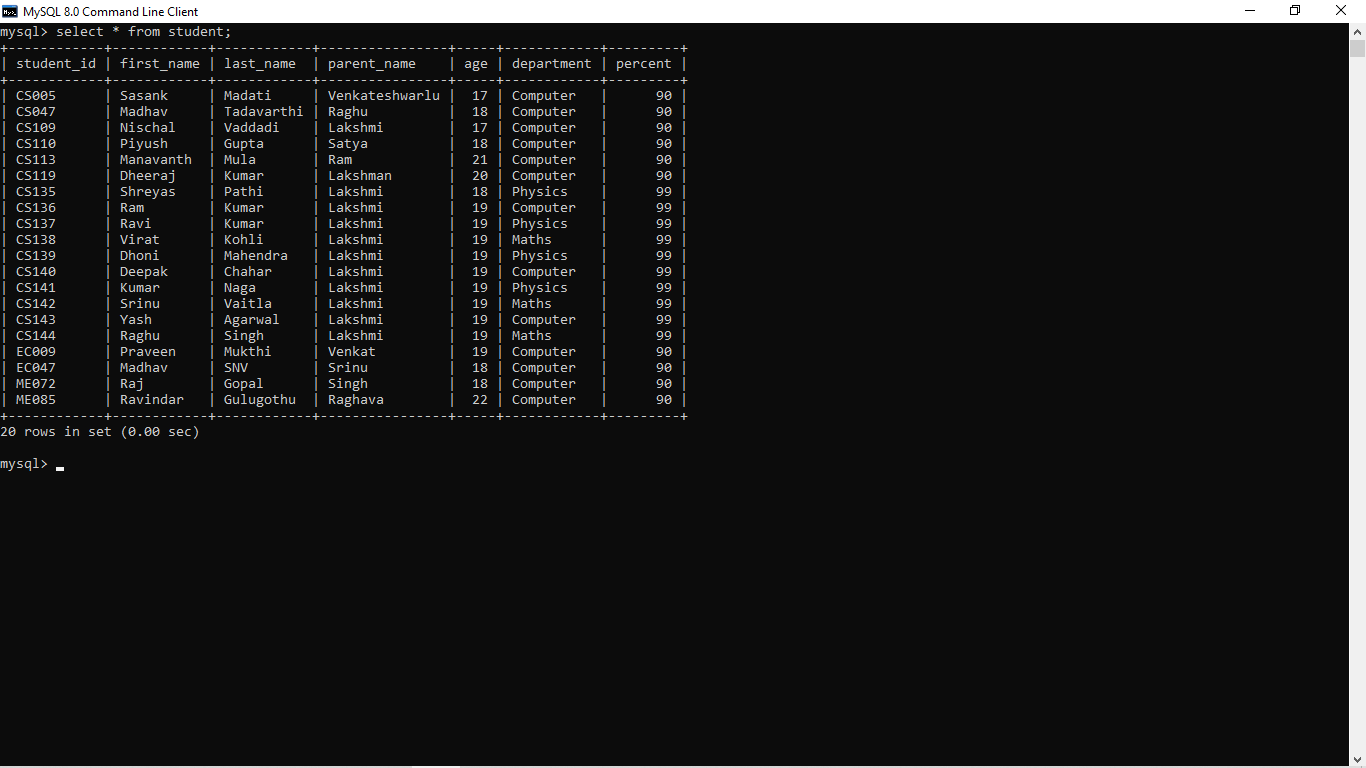 MySQL 8.0 Command Line Client
mysql> select * from student;
+------------+------------+------------+----------------+-----+------------+---------+
| student_id | first_name | last_name  | parent_name    | age | department | percent |
+------------+------------+------------+----------------+-----+------------+---------+
| CS005      | Sasank     | Madati     | Venkateshwarlu |  17 | Computer   |      90 |
| CS047      | Madhav     | Tadavarthi | Raghu          |  18 | Computer   |      90 |
| CS109      | Nischal    | Vaddadi    | Lakshmi        |  17 | Computer   |      90 |
| CS110      | Piyush     | Gupta      | Satya          |  18 | Computer   |      90 |
| CS113      | Manavanth  | Mula       | Ram            |  21 | Computer   |      90 |
| CS119      | Dheeraj    | Kumar      | Lakshman       |  20 | Computer   |      90 |
| CS135      | Shreyas    | Pathi      | Lakshmi        |  18 | Physics    |      99 |
| CS136      | Ram        | Kumar      | Lakshmi        |  19 | Computer   |      99 |
| CS137      | Ravi       | Kumar      | Lakshmi        |  19 | Physics    |      99 |
| CS138      | Virat      | Kohli      | Lakshmi        |  19 | Maths      |      99 |
| CS139      | Dhoni      | Mahendra   | Lakshmi        |  19 | Physics    |      99 |
| CS140      | Deepak     | Chahar     | Lakshmi        |  19 | Computer   |      99 |
| CS141      | Kumar      | Naga       | Lakshmi        |  19 | Physics    |      99 |
| CS142      | Srinu      | Vaitla     | Lakshmi        |  19 | Maths      |      99 |
| CS143      | Yash       | Agarwal    | Lakshmi        |  19 | Computer   |      99 |
| CS144      | Raghu      | Singh      | Lakshmi        |  19 | Maths      |      99 |
| EC009      | Praveen    | Mukthi     | Venkat         |  19 | Computer   |      90 |
| EC047      | Madhav     | SNV        | Srinu          |  18 | Computer   |      90 |
| ME072      | Raj        | Gopal      | Singh          |  18 | Computer   |      90 |
| ME085      | Ravindar   | Gulugothu  | Raghava        |  22 | Computer   |      90 |
+------------+------------+------------+----------------+-----+------------+---------+
20 rows in set (0.00 sec)
mysql>